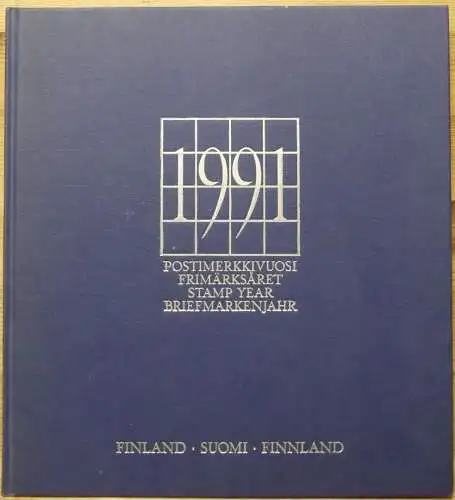 1991
POSTIMERKKIVUOSI
FRIMÄRKSÅRET
STAMP YEAR
BRIEFMARKENJAHR
FINLAND · SUOMI · FINNLAND